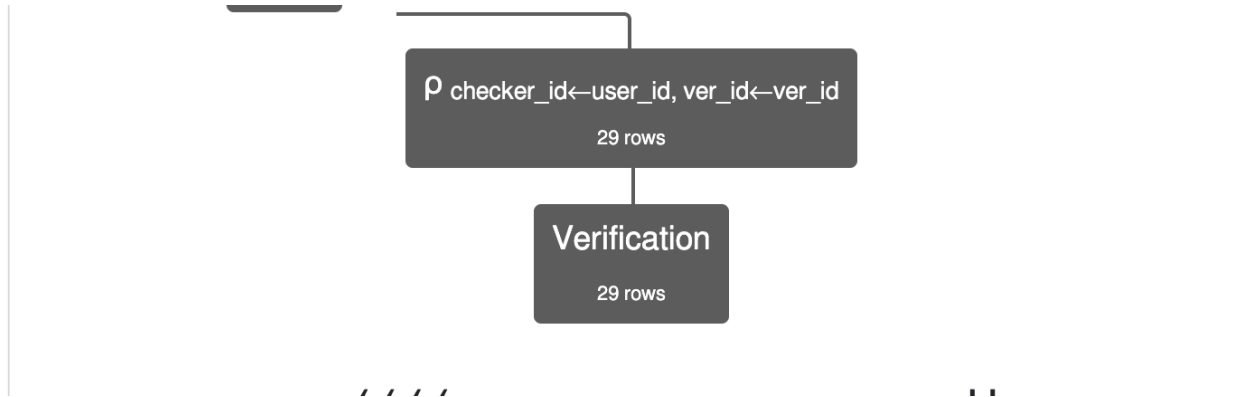 ρ checker_id←user_id, ver_id←ver_id
29 rows
Verification
29 rows